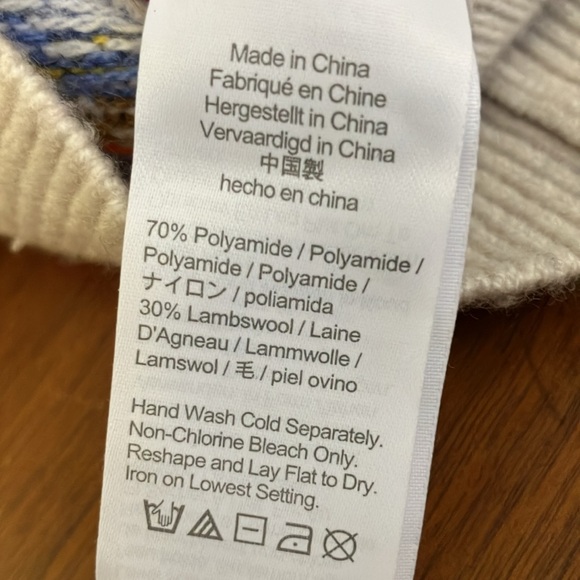 Made in China
Fabriqué en Chine
Hergestellt in China
Vervaardigd in China
中国製
hecho en china
70% Polyamide / Polyamide /
Polyamide / Polyamide /
ナイロン / poliamida
30% Lambswool / Laine
D'Agneau / Lammwolle /
Lamswol / 毛 / piel ovino
Hand Wash Cold Separately.
Non-Chlorine Bleach Only.
Reshape and Lay Flat to Dry.
Iron on Lowest Setting.